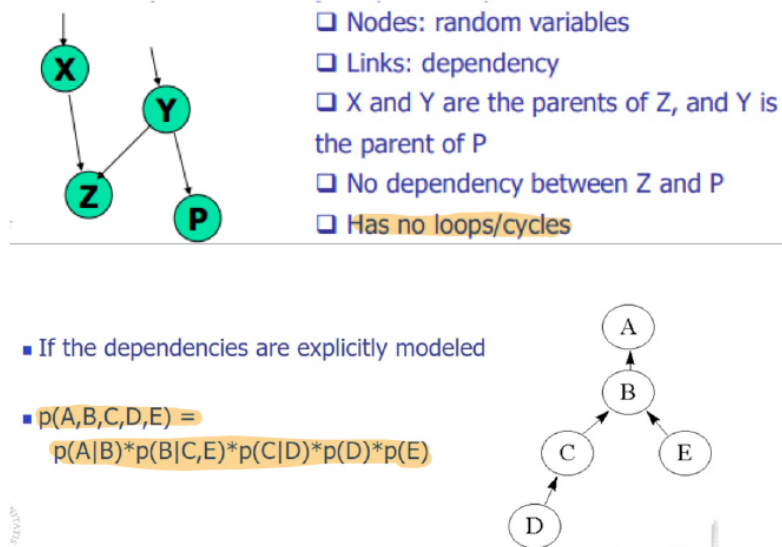 X
Y
Z
P
❑ Nodes: random variables
❑ Links: dependency
❑ X and Y are the parents of Z, and Y is
the parent of P
❑ No dependency between Z and P
❑ Has no loops/cycles
▪ If the dependencies are explicitly modeled
▪ p(A,B,C,D,E) =
p(A|B)*p(B|C,E)*p(C|D)*p(D)*p(E)
A
B
C
E
D